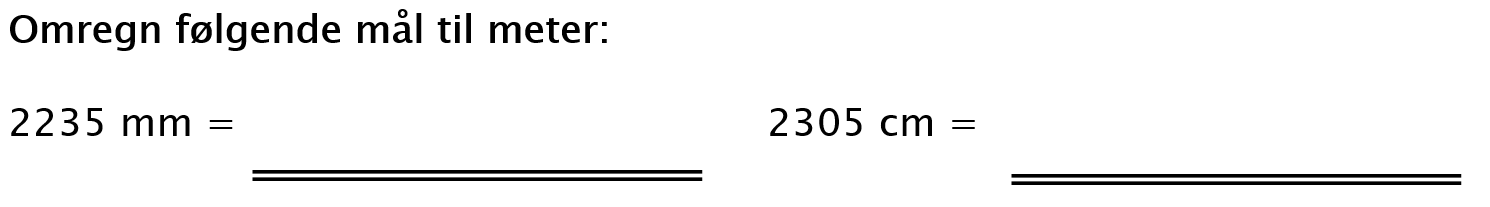 Omregn følgende mål til meter:
2235 mm = 2305 cm =